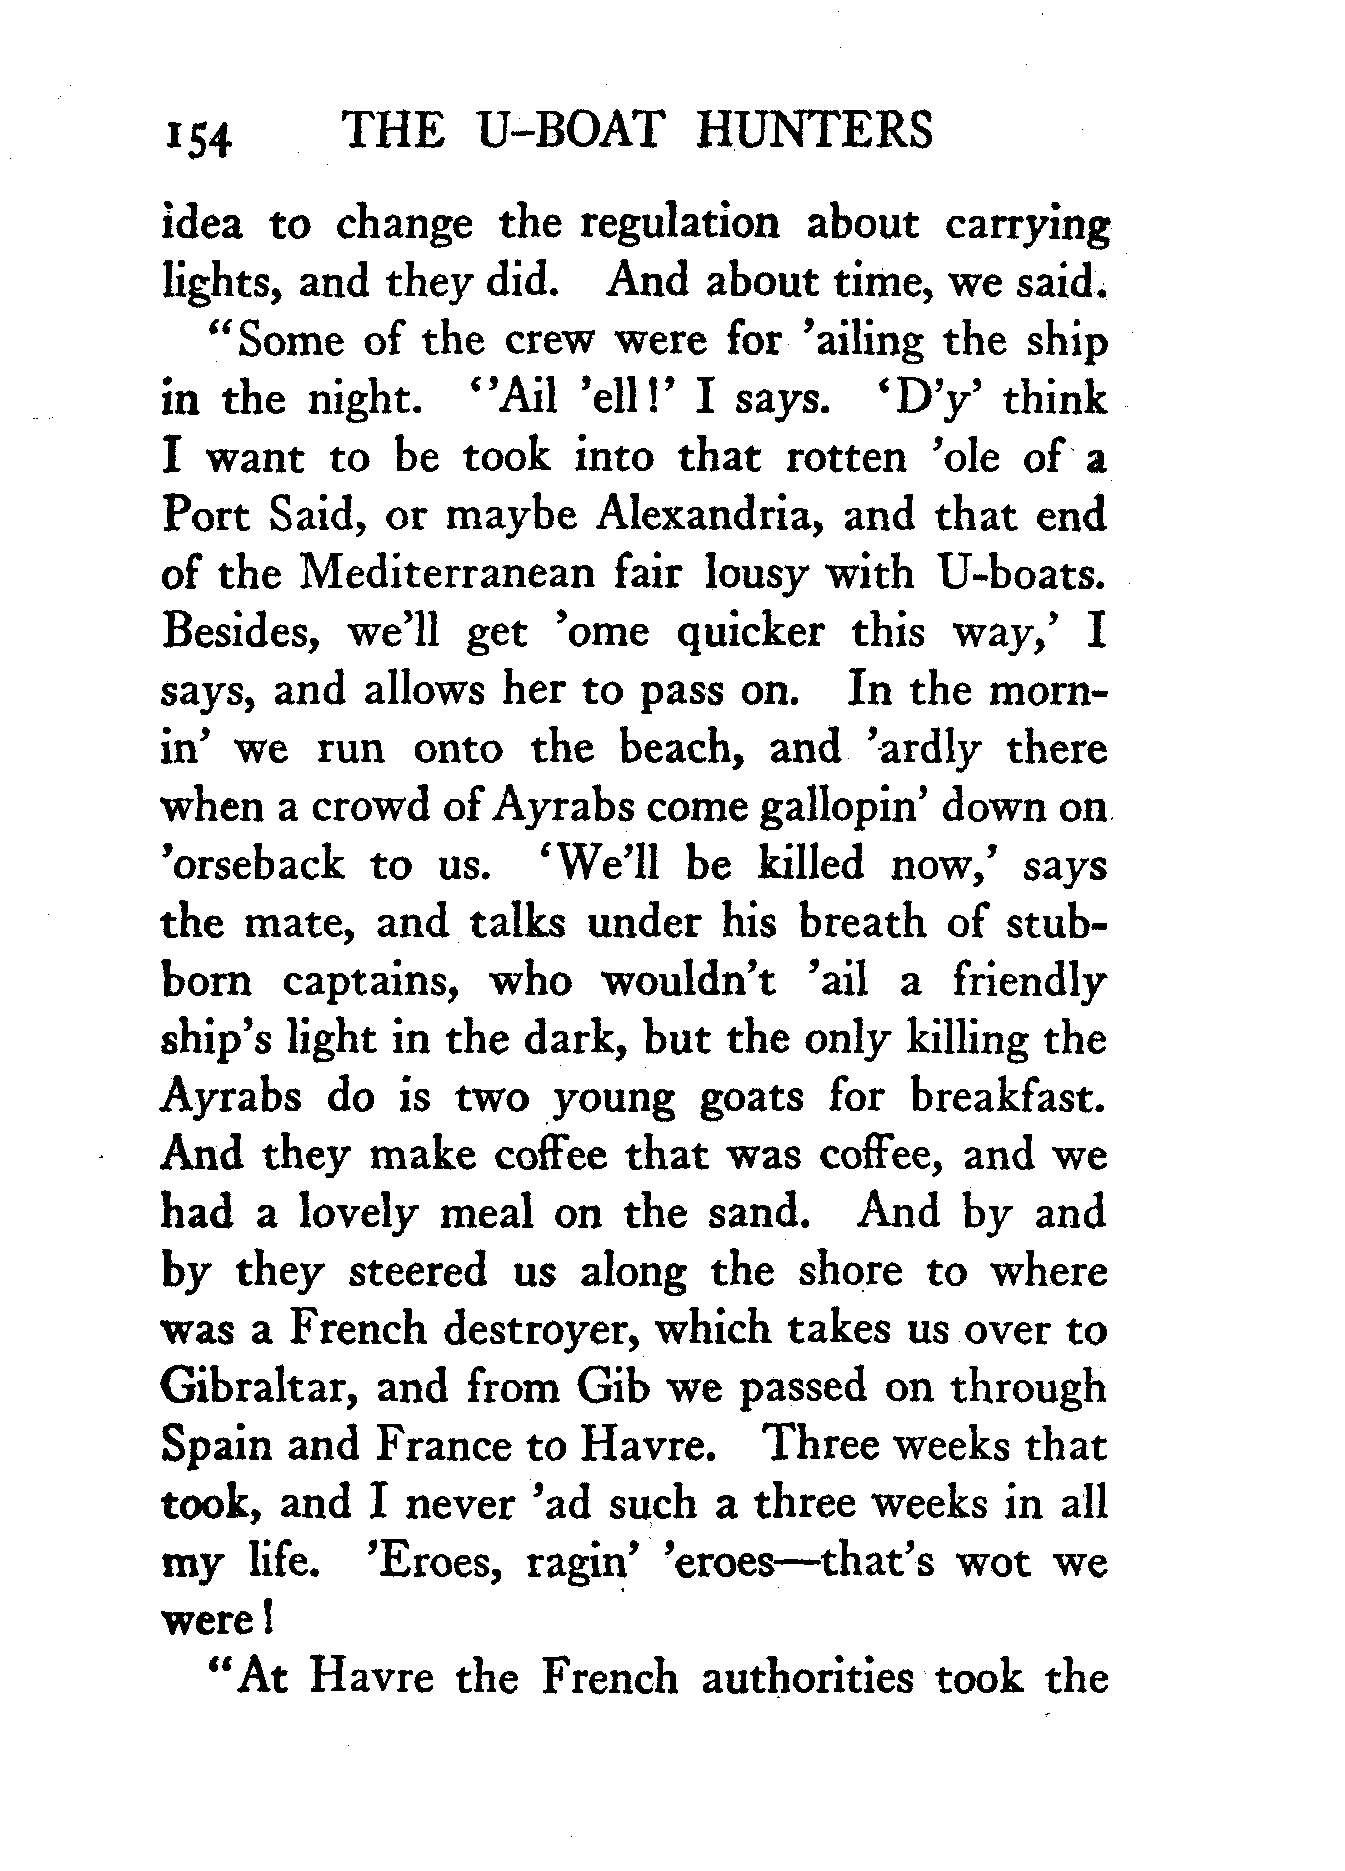 154 THE U-BOAT HUNTERS
idea to change the regulation about carrying
lights, and they did. And about time, we said.
“Some of the crew were for ’ailing the ship
in the night. ‘’Ail ’ell!’ I says. ‘D’y’ think
I want to be took into that rotten ’ole of a
Port Said, or maybe Alexandria, and that end
of the Mediterranean fair lousy with U-boats.
Besides, we’ll get ’ome quicker this way,’ I
says, and allows her to pass on. In the morn-
in’ we run onto the beach, and ’ardly there
when a crowd of Ayrabs come gallopin’ down on
’orseback to us. ‘We’ll be killed now,’ says
the mate, and talks under his breath of stub-
born captains, who wouldn’t ’ail a friendly
ship’s light in the dark, but the only killing the
Ayrabs do is two young goats for breakfast.
And they make coffee that was coffee, and we
had a lovely meal on the sand. And by and
by they steered us along the shore to where
was a French destroyer, which takes us over to
Gibraltar, and from Gib we passed on through
Spain and France to Havre. Three weeks that
took, and I never ’ad such a three weeks in all
my life. ’Eroes, ragin’ ’eroes—that’s wot we
were!
“At Havre the French authorities took the